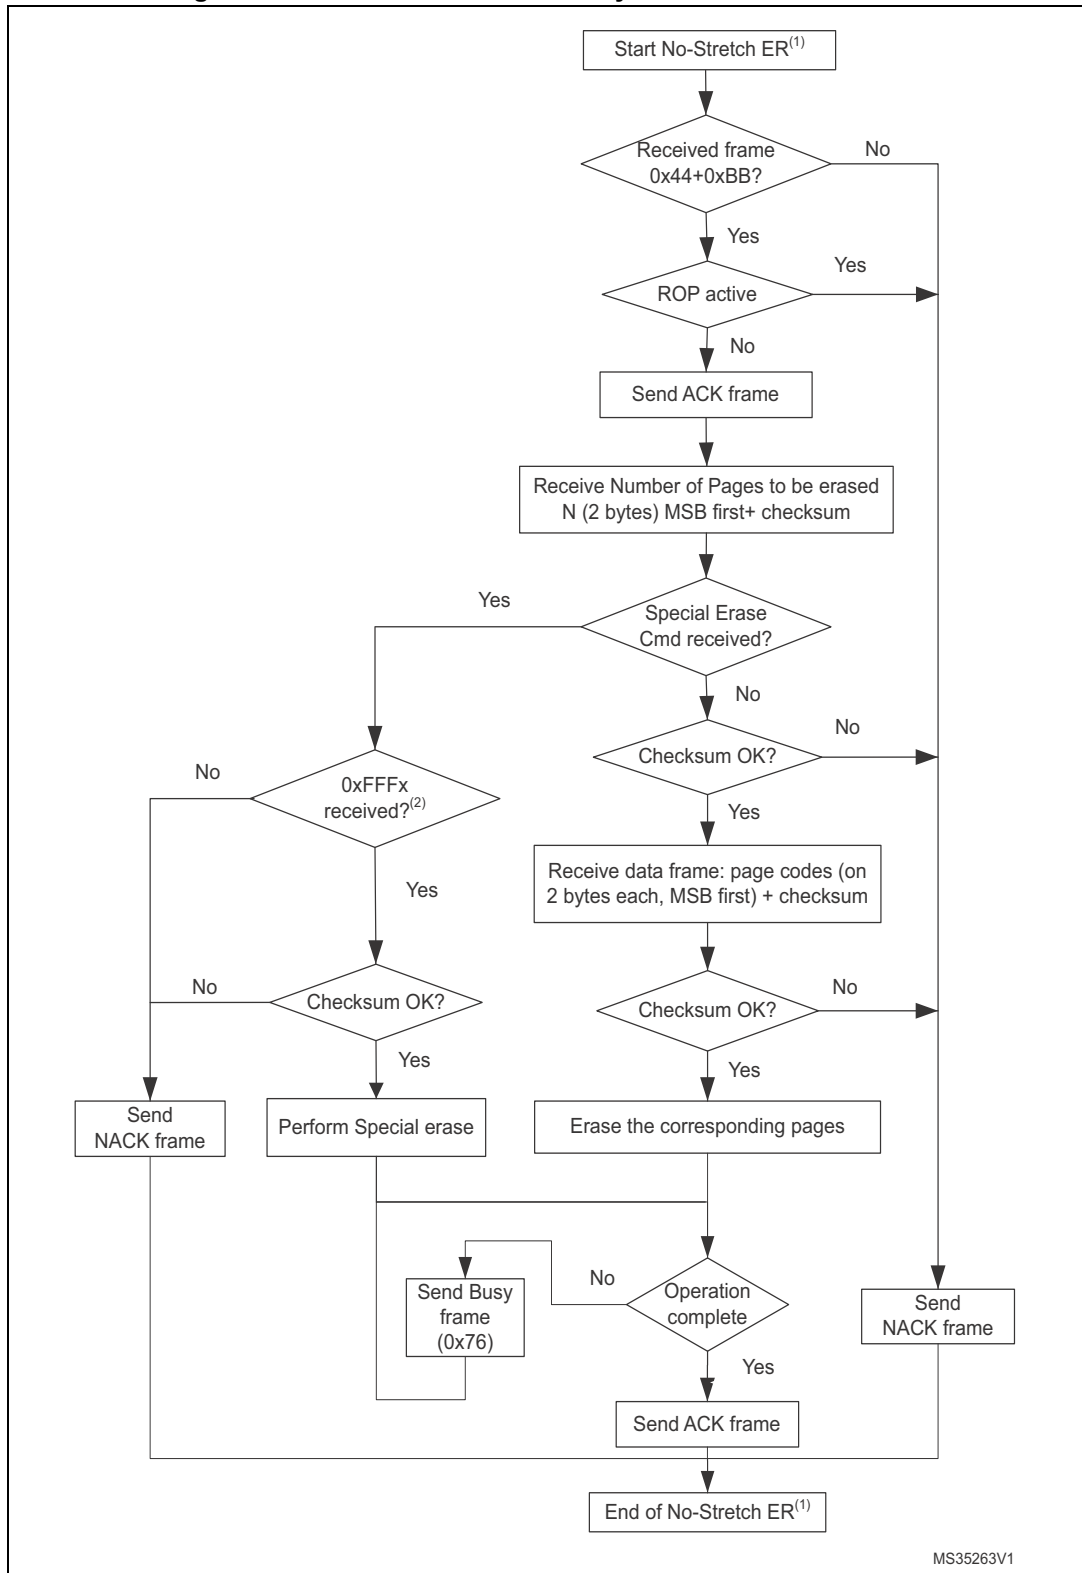 Start No-Stretch ER(1)
Received frame
0x44+0xBB?
No
Yes
ROP active
Yes
No
Send ACK frame
Receive Number of Pages to be erased
N (2 bytes) MSB first+ checksum
Special Erase
Cmd received?
Yes
No
Checksum OK?
No
Yes
0xFFFx
received?(2)
No
Yes
Receive data frame: page codes (on
2 bytes each, MSB first) + checksum
Checksum OK?
No
Yes
Checksum OK?
No
Yes
Send
NACK frame
Perform Special erase
Erase the corresponding pages
Operation
complete
No
Yes
Send Busy
frame
(0x76)
Send
NACK frame
Send ACK frame
End of No-Stretch ER(1)
MS35263V1